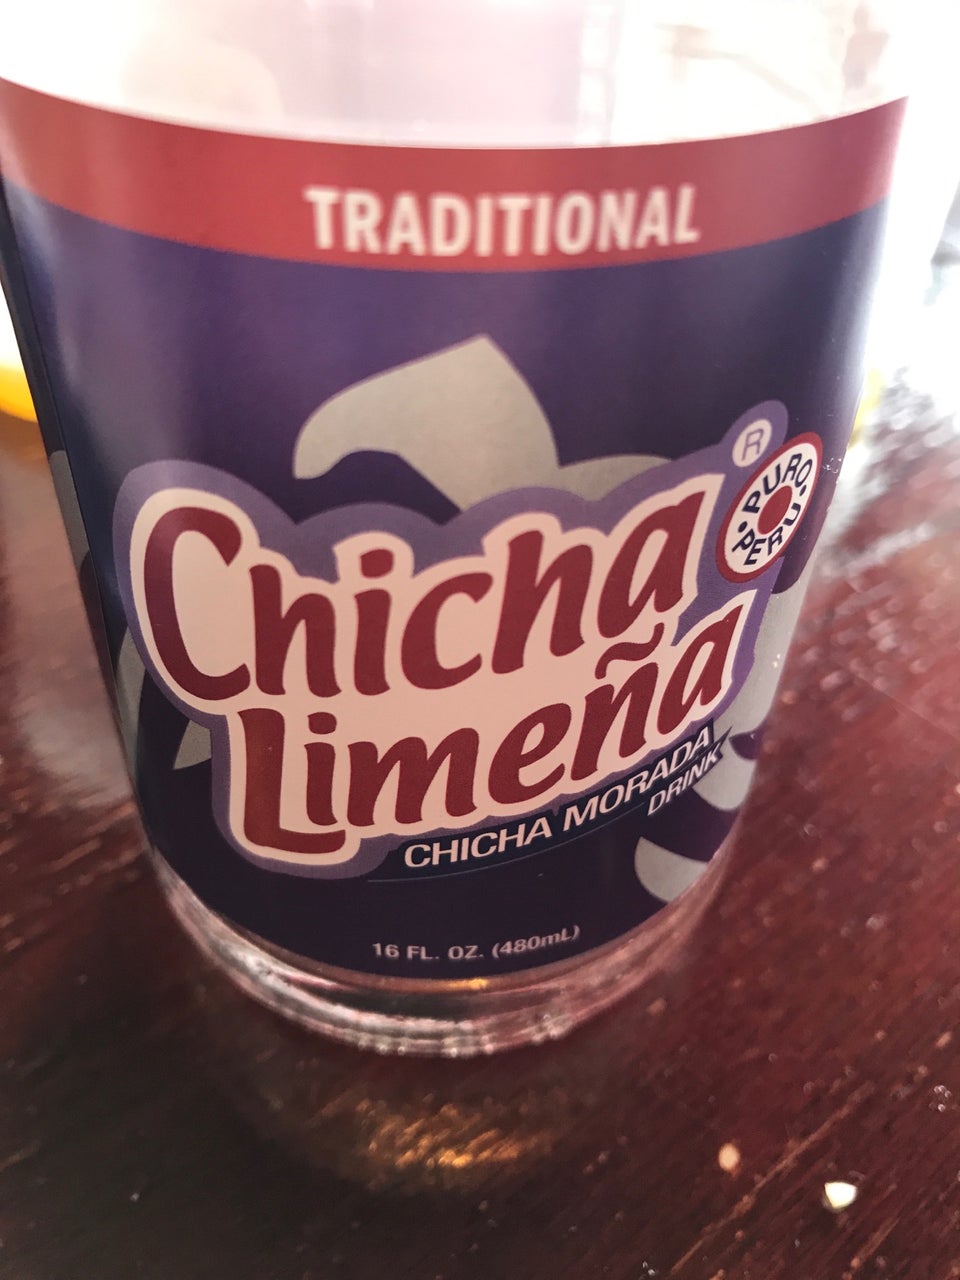 TRADITIONAL
Chicha
Limeña
®
• PURO •
PERU
CHICHA MORADA
DRINK
16 FL. OZ. (480mL)